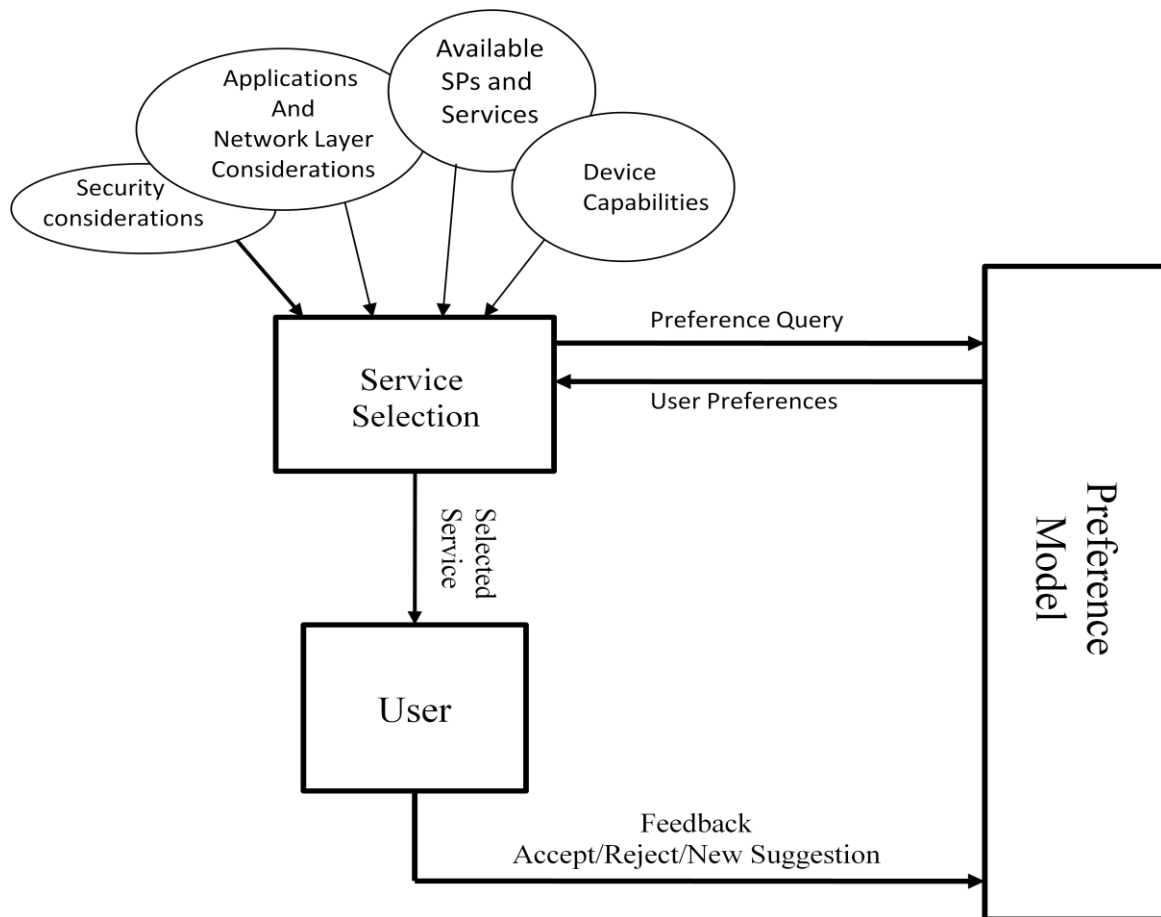 Available
SPs and
Services
Applications
And
Network Layer
Considerations
Device
Capabilities
Security
considerations
Preference Query
User Preferences
Service
Selection
Selected
Service
Preference
Model
User
Feedback
Accept/Reject/New Suggestion